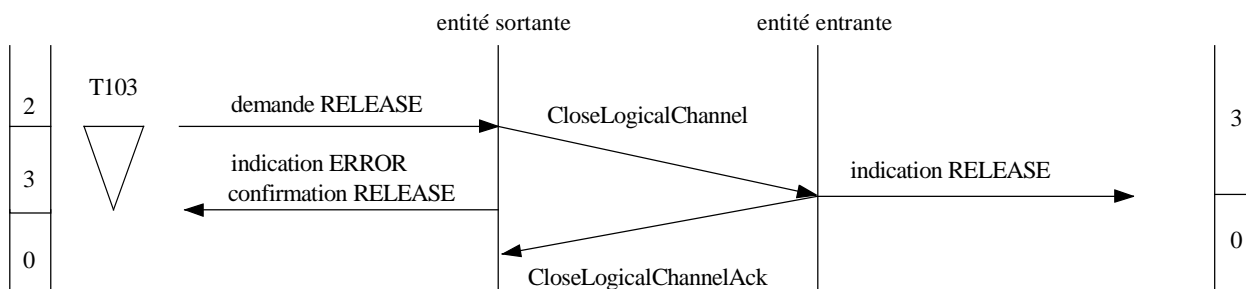 entité sortante
entité entrante
T103
2
demande RELEASE
CloseLogicalChannel
3
indication ERROR
confirmation RELEASE
indication RELEASE
3
0
CloseLogicalChannelAck
0